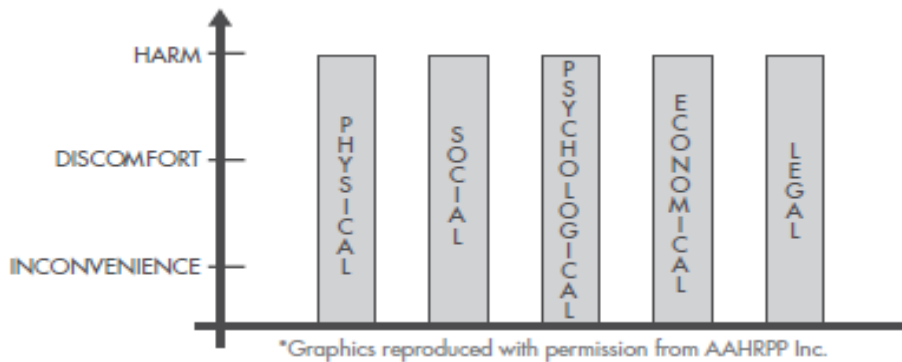 HARM
DISCOMFORT
INCONVENIENCE
PHYSICAL
SOCIAL
PSYCHOLOGICAL
ECONOMICAL
LEGAL
*Graphics reproduced with permission from AAHRPP Inc.